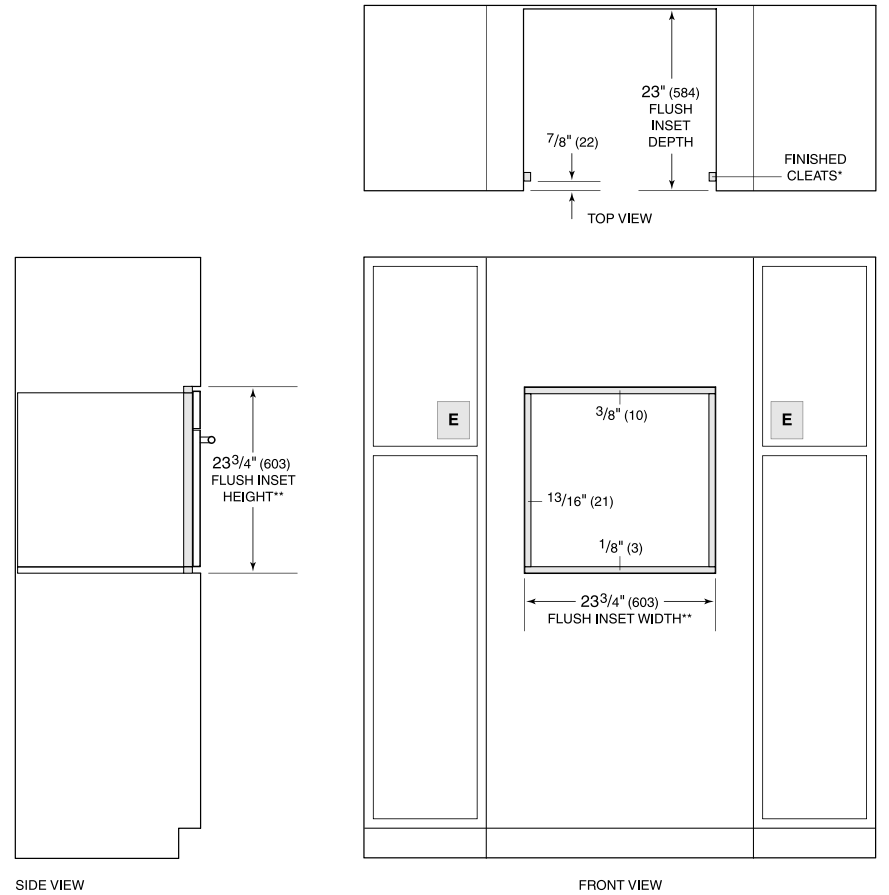 23" (584)
FLUSH
INSET
DEPTH
7/8" (22)
FINISHED
CLEATS*
TOP VIEW
E
3/8" (10)
E
23 3/4" (603)
FLUSH INSET
HEIGHT**
13/16" (21)
1/8" (3)
23 3/4" (603)
FLUSH INSET WIDTH**
SIDE VIEW
FRONT VIEW